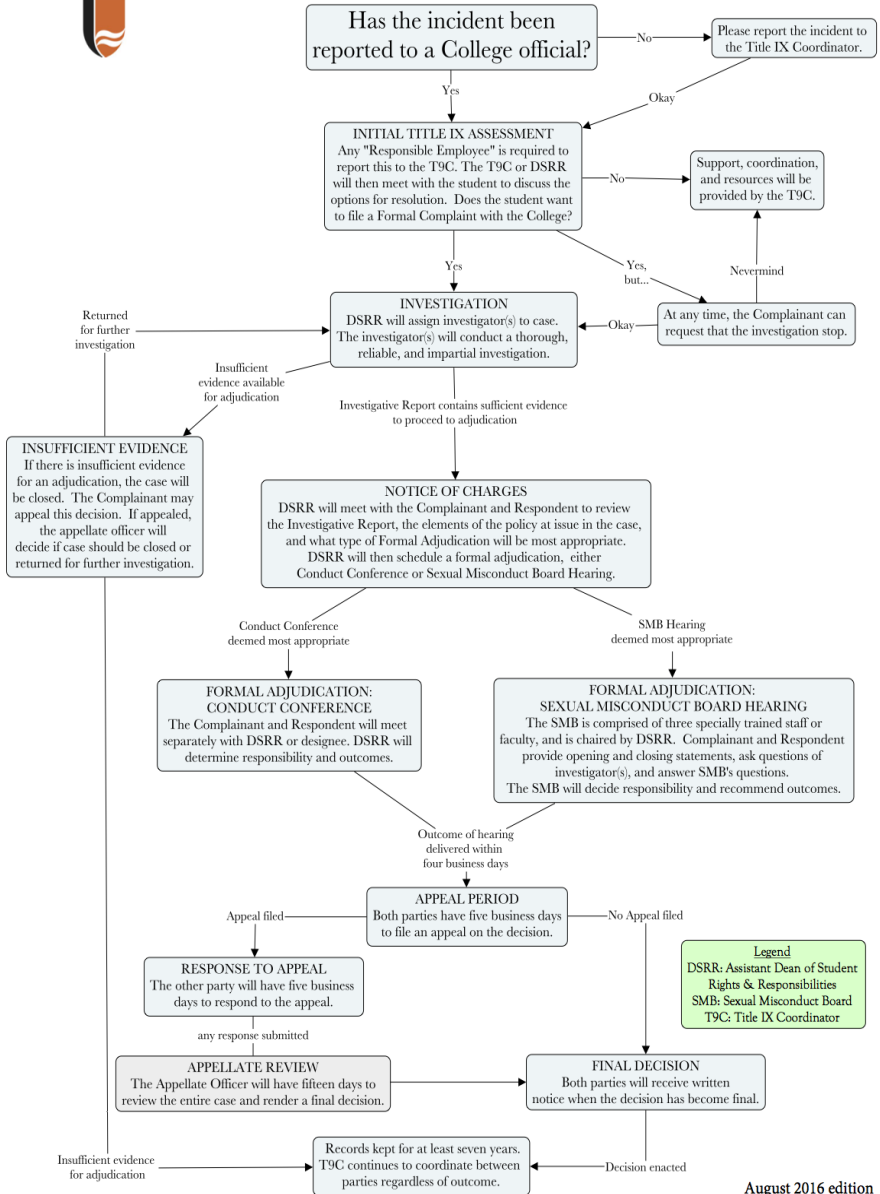 Has the incident been
reported to a College official?
No
Please report the incident to
the Title IX Coordinator.
Yes
Okay
INITIAL TITLE IX ASSESSMENT
Any "Responsible Employee" is required to
report this to the T9C. The T9C or DSRR
will then meet with the student to discuss the
options for resolution. Does the student want
to file a Formal Complaint with the College?
No
Support, coordination,
and resources will be
provided by the T9C.
Yes
Yes,
but...
Nevermind
Returned
for further
investigation
INVESTIGATION
DSRR will assign investigator(s) to case.
The investigator(s) will conduct a thorough,
reliable, and impartial investigation.
Okay
At any time, the Complainant can
request that the investigation stop.
Insufficient
evidence available
for adjudication
Investigative Report contains sufficient evidence
to proceed to adjudication
INSUFFICIENT EVIDENCE
If there is insufficient evidence
for an adjudication, the case will
be closed. The Complainant may
appeal this decision. If appealed,
the appellate officer will
decide if case should be closed or
returned for further investigation.
NOTICE OF CHARGES
DSRR will meet with the Complainant and Respondent to review
the Investigative Report, the elements of the policy at issue in the case,
and what type of Formal Adjudication will be most appropriate.
DSRR will then schedule a formal adjudication, either
Conduct Conference or Sexual Misconduct Board Hearing.
Conduct Conference
deemed most appropriate
SMB Hearing
deemed most appropriate
FORMAL ADJUDICATION:
CONDUCT CONFERENCE
The Complainant and Respondent will meet
separately with DSRR or designee. DSRR will
determine responsibility and outcomes.
FORMAL ADJUDICATION:
SEXUAL MISCONDUCT BOARD HEARING
The SMB is comprised of three specially trained staff or
faculty, and is chaired by DSRR. Complainant and Respondent
provide opening and closing statements, ask questions of
investigator(s), and answer SMB's questions.
The SMB will decide responsibility and recommend outcomes.
Outcome of hearing
delivered within
four business days
APPEAL PERIOD
Both parties have five business days
to file an appeal on the decision.
Appeal filed
No Appeal filed
RESPONSE TO APPEAL
The other party will have five business
days to respond to the appeal.
Legend
DSRR: Assistant Dean of Student
Rights & Responsibilities
SMB: Sexual Misconduct Board
T9C: Title IX Coordinator
any response submitted
APPELLATE REVIEW
The Appellate Officer will have fifteen days to
review the entire case and render a final decision.
FINAL DECISION
Both parties will receive written
notice when the decision has become final.
Insufficient evidence
for adjudication
Records kept for at least seven years.
T9C continues to coordinate between
parties regardless of outcome.
Decision enacted
August 2016 edition